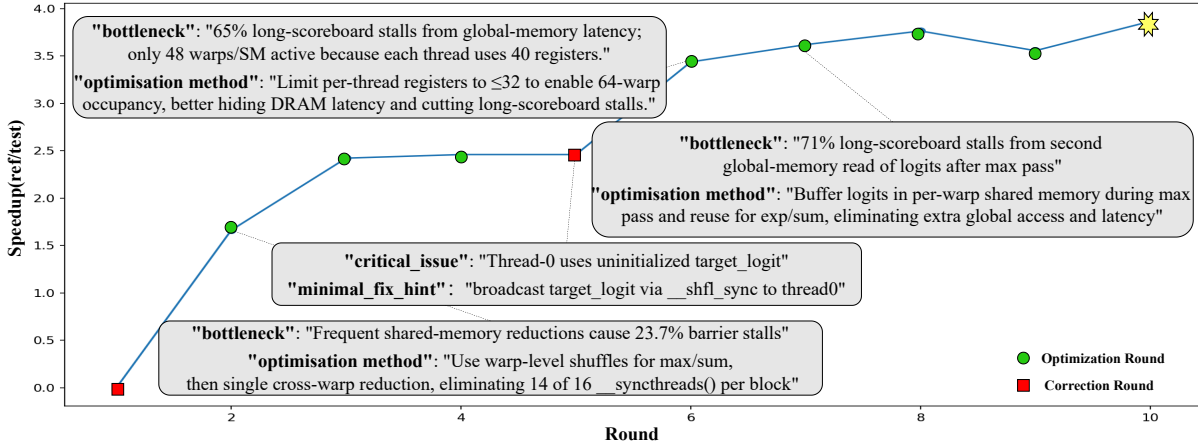 4.0
3.5
3.0
2.5
2.0
1.5
1.0
0.5
0.0
Speedup(ref/test)
"bottleneck": "65% long-scoreboard stalls from global-memory latency;
only 48 warps/SM active because each thread uses 40 registers."
"optimisation method": "Limit per-thread registers to ≤32 to enable 64-warp
occupancy, better hiding DRAM latency and cutting long-scoreboard stalls."
"bottleneck": "71% long-scoreboard stalls from second
global-memory read of logits after max pass"
"optimisation method": "Buffer logits in per-warp shared memory during max
pass and reuse for exp/sum, eliminating extra global access and latency"
"critical_issue": "Thread-0 uses uninitialized target_logit"
"minimal_fix_hint": "broadcast target_logit via __shfl_sync to thread0"
"bottleneck": "Frequent shared-memory reductions cause 23.7% barrier stalls"
"optimisation method": "Use warp-level shuffles for max/sum,
then single cross-warp reduction, eliminating 14 of 16 __syncthreads() per block"
Optimization Round
Correction Round
2
4
6
8
10
Round